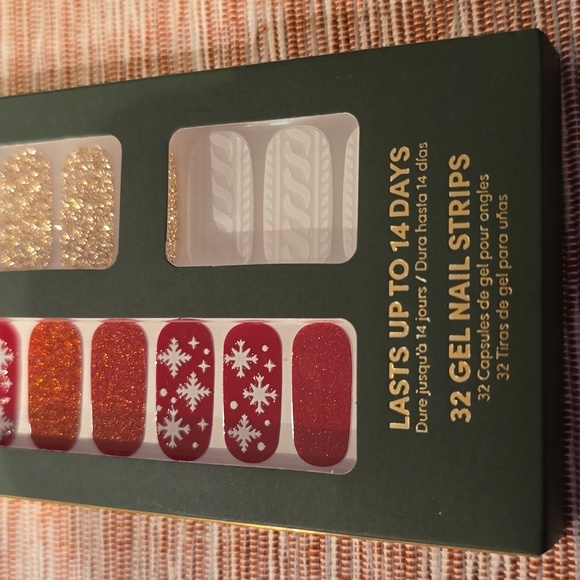 LASTS UP TO 14 DAYS
Dure jusqu'à 14 jours / Dura hasta 14 días
32 GEL NAIL STRIPS
32 Capsules de gel pour ongles
32 Tiras de gel para uñas